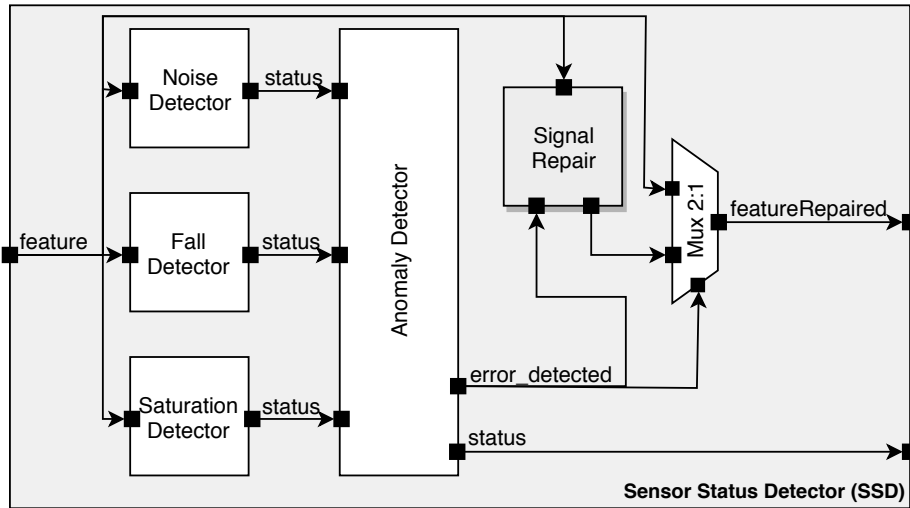 Noise
Detector
status
Signal
Repair
Mux 2:1
featureRepaired
feature
Fall
Detector
status
Anomaly Detector
error_detected
Saturation
Detector
status
status
Sensor Status Detector (SSD)